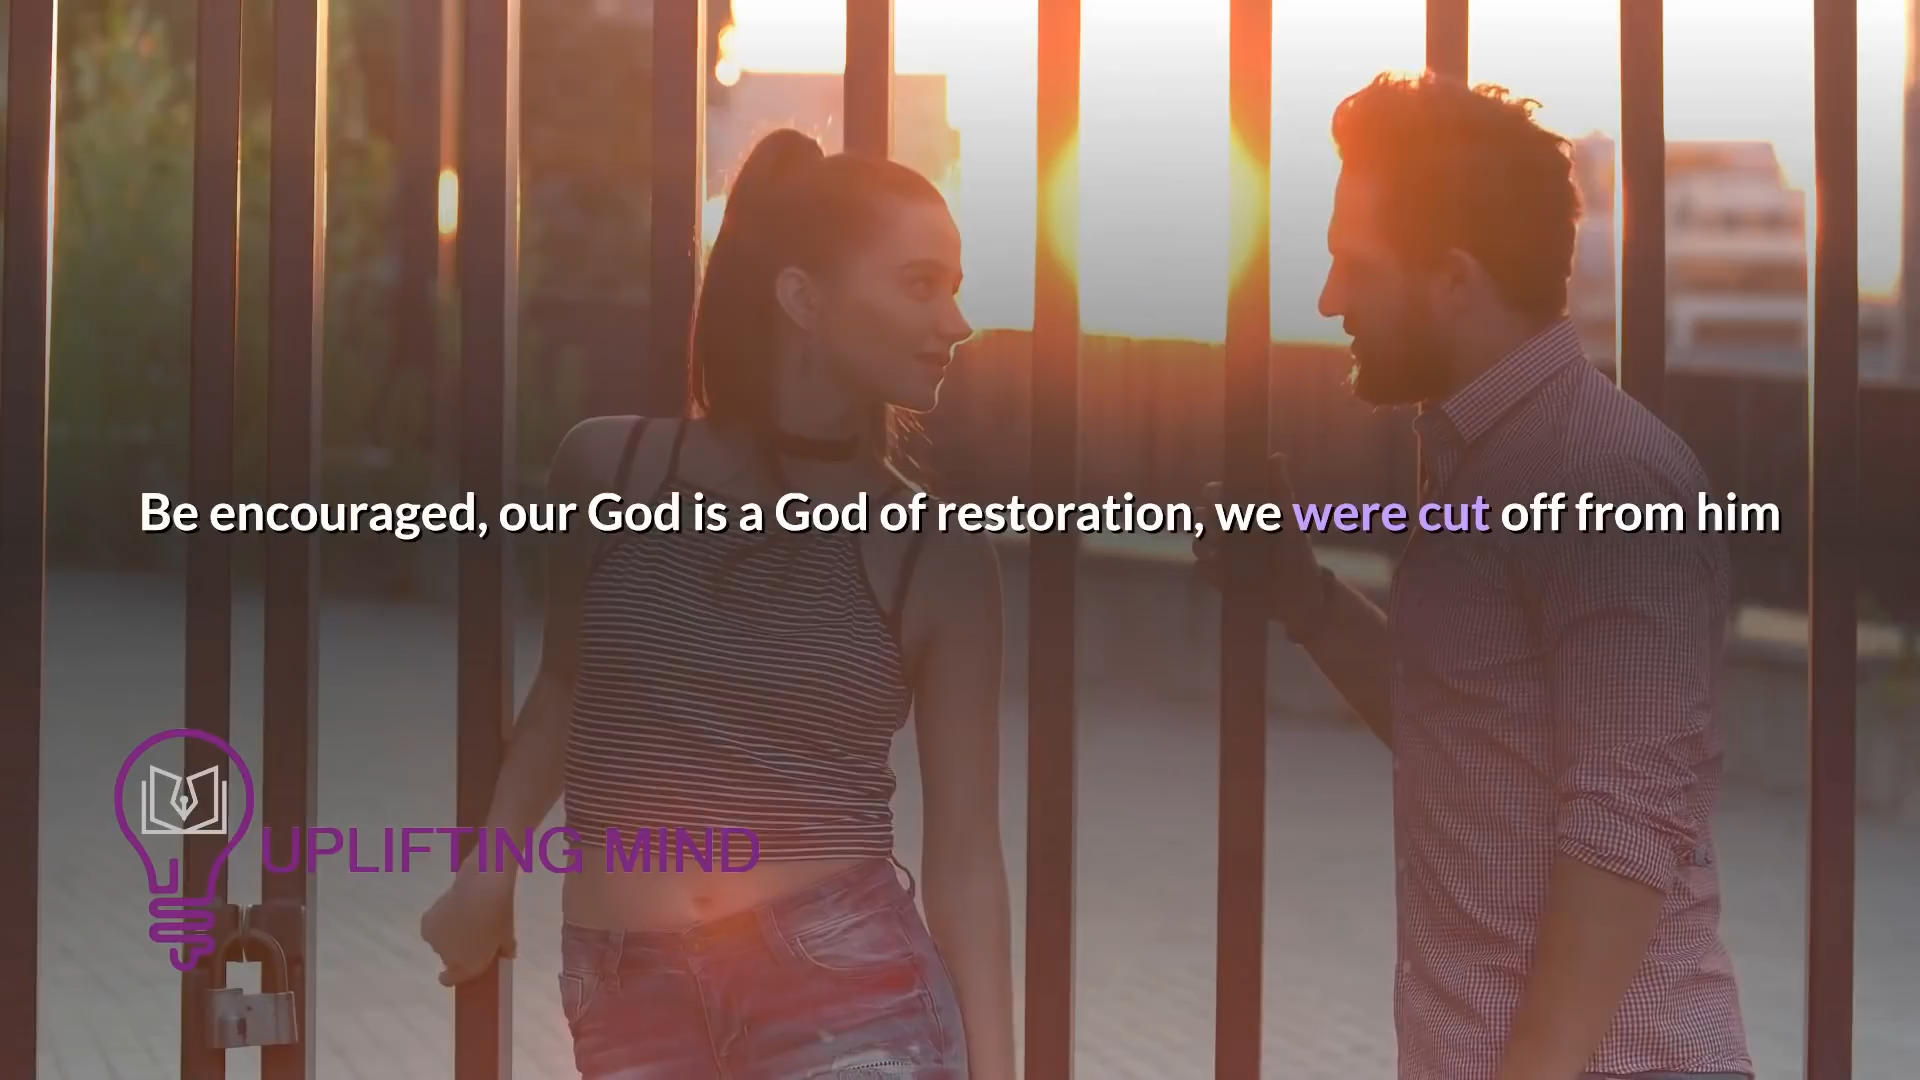 Be encouraged, our God is a God of restoration, we were cut off from him
UPLIFTING MIND